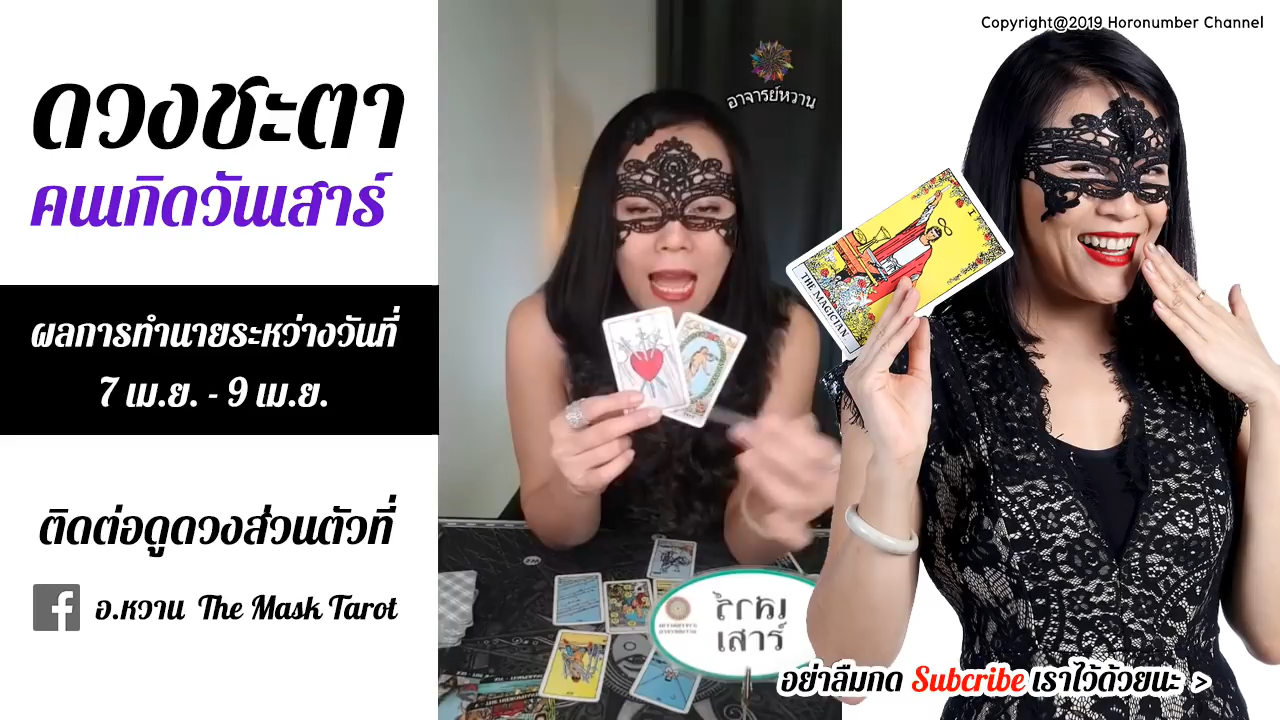 Copyright@2019 Horonumber Channel
ดวงชะตา
คนเกิดวันเสาร์
ผลการทำนายระหว่างวันที่
7 เม.ย. - 9 เม.ย.
ติดต่อดูดวงส่วนตัวที่
อ.หวาน The Mask Tarot
อาจารย์หวาน
I
THE MAGICIAN
เสาร์
อย่าลืมกด Subcribe เราไว้ด้วยนะ >